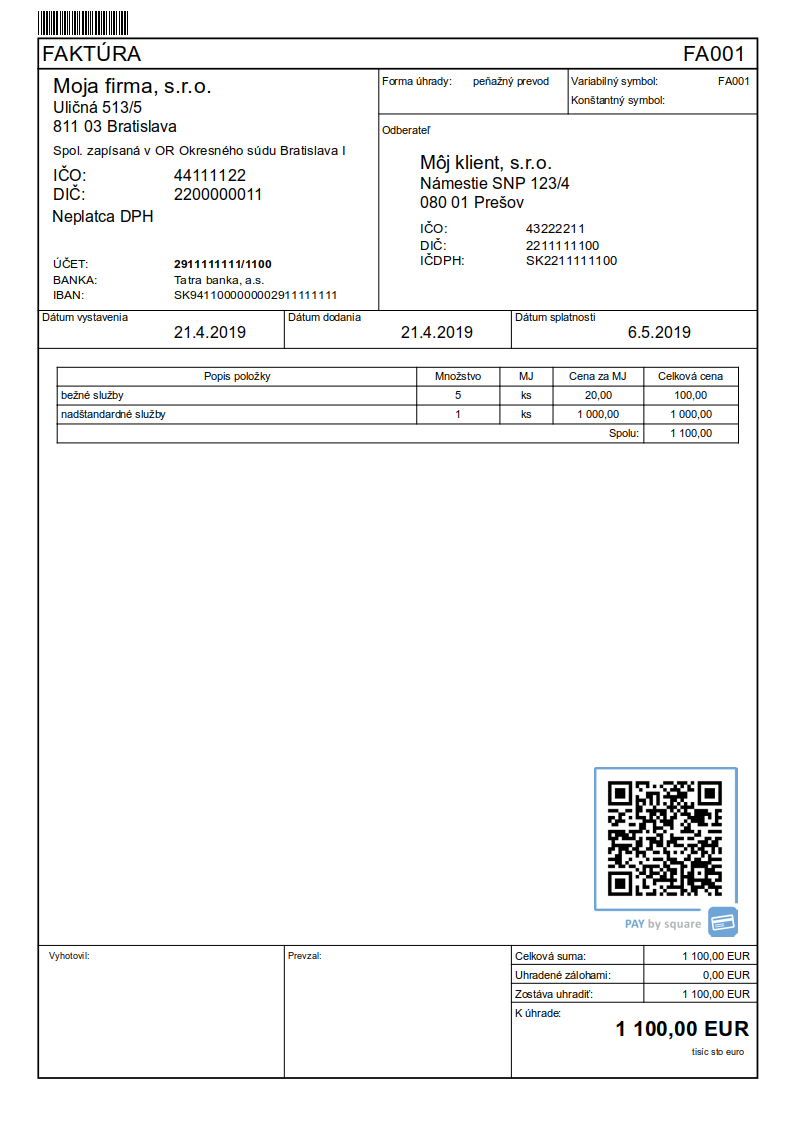 FAKTÚRA FA001
Moja firma, s.r.o.
Uličná 513/5
811 03 Bratislava
Spol. zapísaná v OR Okresného súdu Bratislava I
IČO: 44111122
DIČ: 2200000011
Neplatca DPH
ÚČET: 2911111111/1100
BANKA: Tatra banka, a.s.
IBAN: SK9411000000002911111111
Forma úhrady: peňažný prevod
Variabilný symbol: FA001
Konštantný symbol:
Odberateľ
Môj klient, s.r.o.
Námestie SNP 123/4
080 01 Prešov
IČO: 43222211
DIČ: 2211111100
IČDPH: SK2211111100
Dátum vystavenia
21.4.2019
Dátum dodania
21.4.2019
Dátum splatnosti
6.5.2019
Popis položky Množstvo MJ Cena za MJ Celková cena
bežné služby 5 ks 20,00 100,00
nadštandardné služby 1 ks 1 000,00 1 000,00
Spolu: 1 100,00
PAY by square
Vyhotovil:
Prevzal:
Celková suma: 1 100,00 EUR
Uhradené zálohami: 0,00 EUR
Zostáva uhradiť: 1 100,00 EUR
K úhrade:
1 100,00 EUR
tisíc sto euro